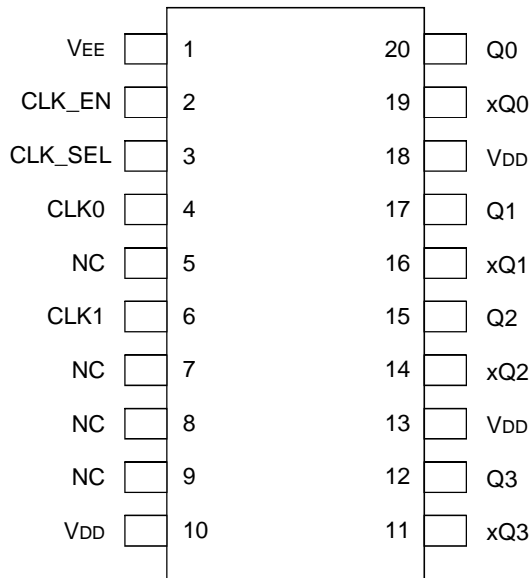 VEE 1 20 Q0
CLK_EN 2 19 xQ0
CLK_SEL 3 18 VDD
CLK0 4 17 Q1
NC 5 16 xQ1
CLK1 6 15 Q2
NC 7 14 xQ2
NC 8 13 VDD
NC 9 12 Q3
VDD 10 11 xQ3